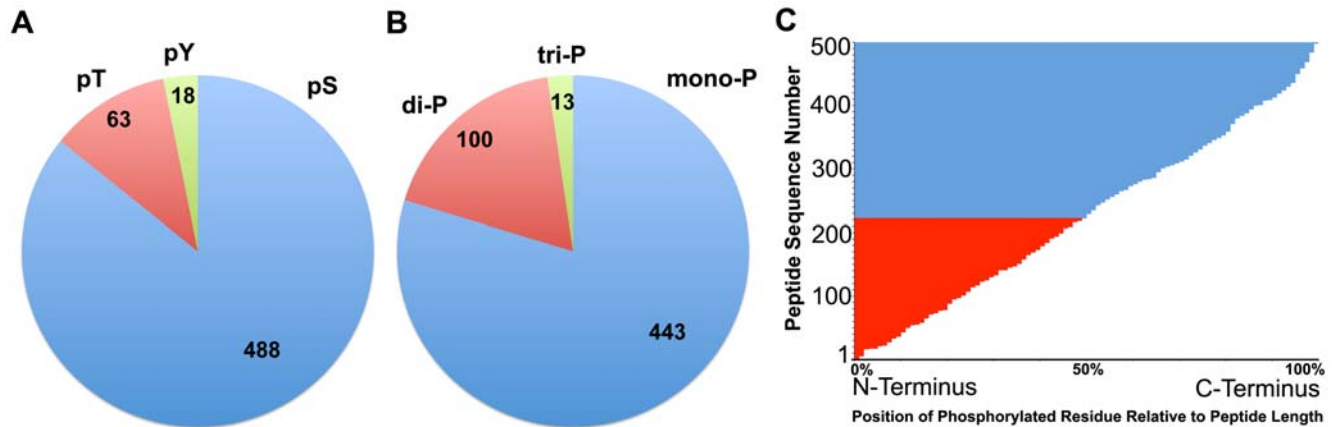 A
pY
pT
pS
18
63
488
B
tri-P
di-P
mono-P
13
100
443
C
Peptide Sequence Number
500
400
300
200
100
1
0%
50%
100%
N-Terminus
C-Terminus
Position of Phosphorylated Residue Relative to Peptide Length